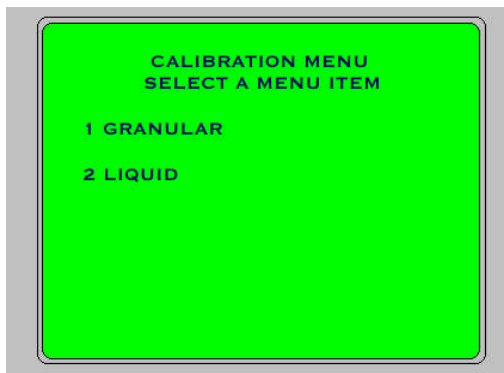 CALIBRATION MENU
SELECT A MENU ITEM
1 GRANULAR
2 LIQUID